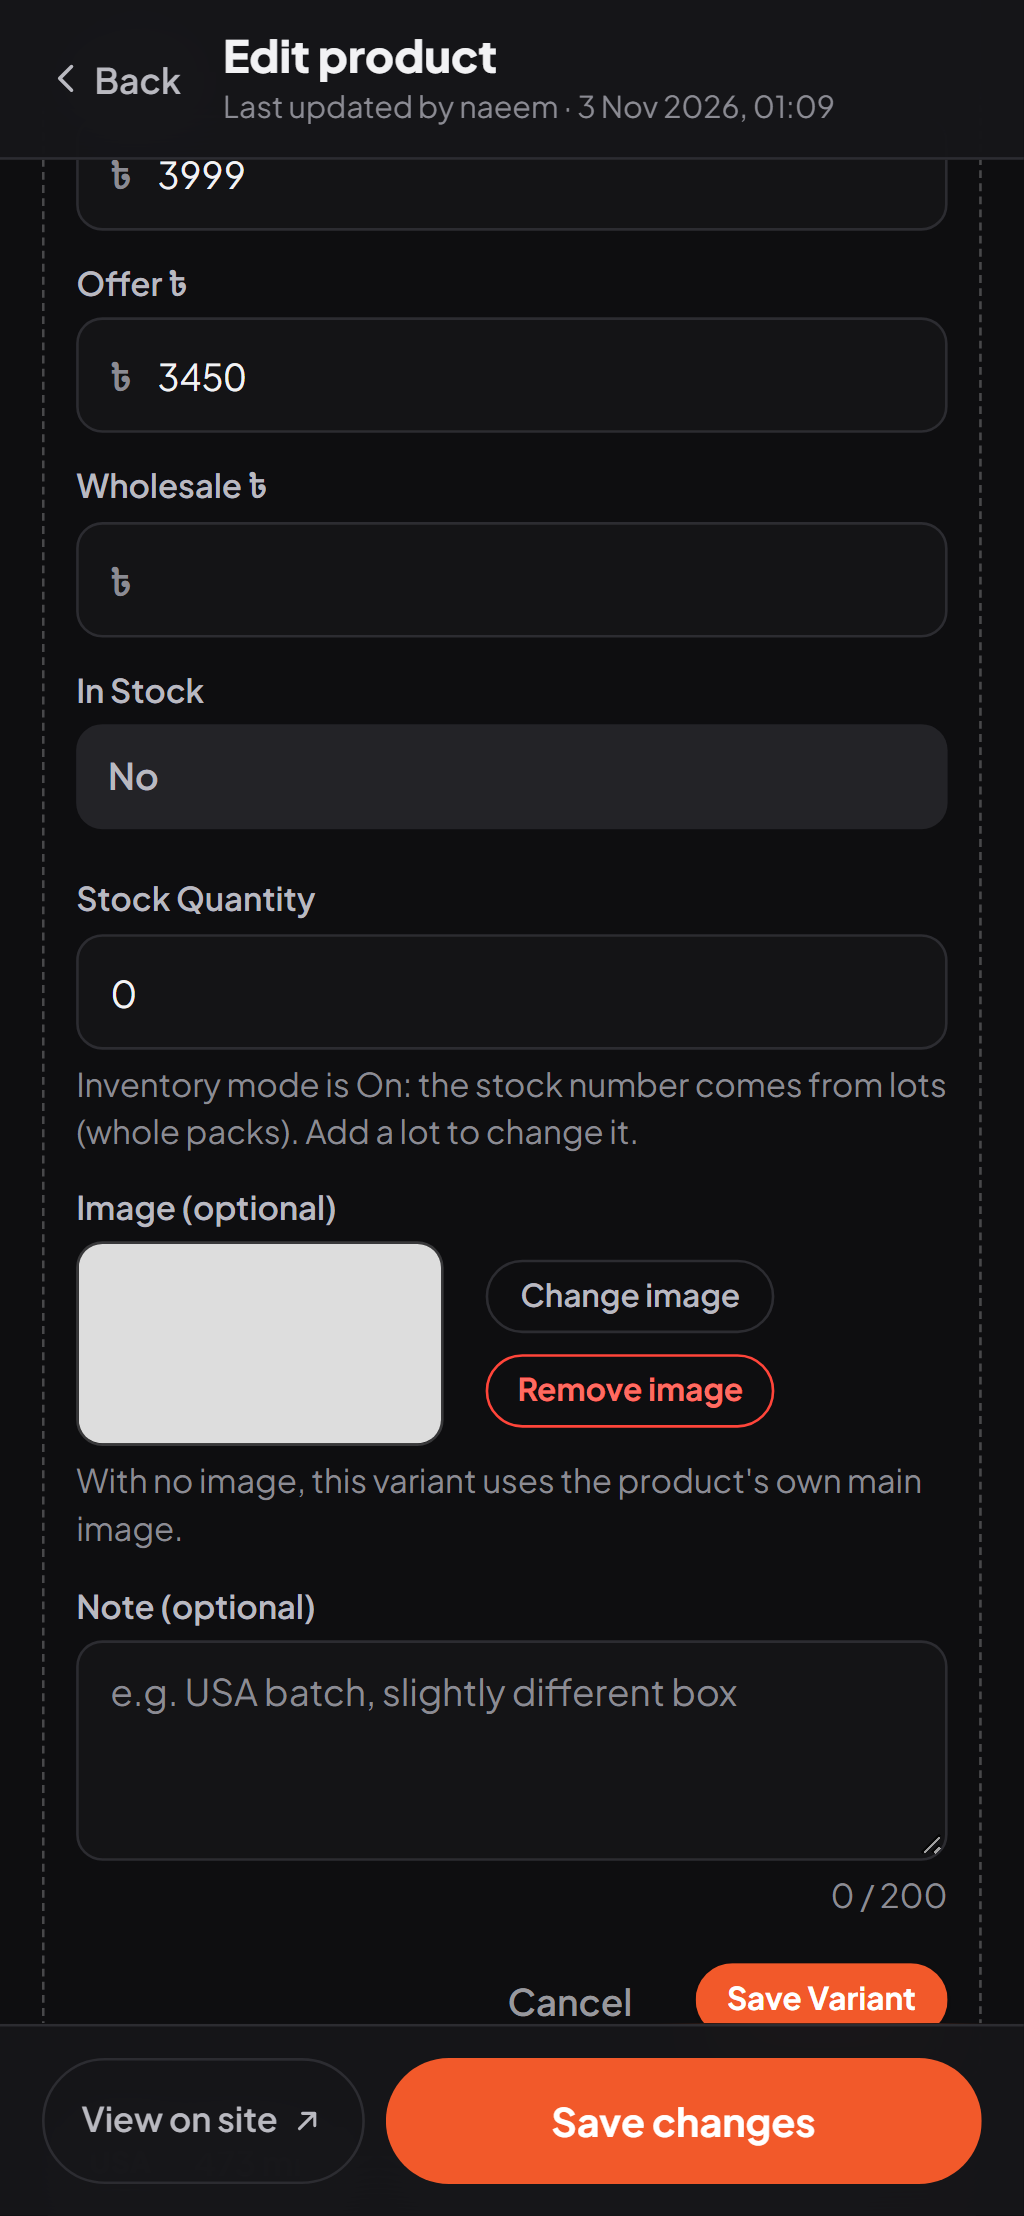 Back
Edit product
Last updated by naeem · 3 Nov 2026, 01:09
৳ 3999
Offer ৳
৳ 3450
Wholesale ৳
৳
In Stock
No
Stock Quantity
0
Inventory mode is On: the stock number comes from lots
(whole packs). Add a lot to change it.
Image (optional)
Change image
Remove image
With no image, this variant uses the product's own main
image.
Note (optional)
e.g. USA batch, slightly different box
0 / 200
Cancel
Save Variant
View on site ↗
Save changes